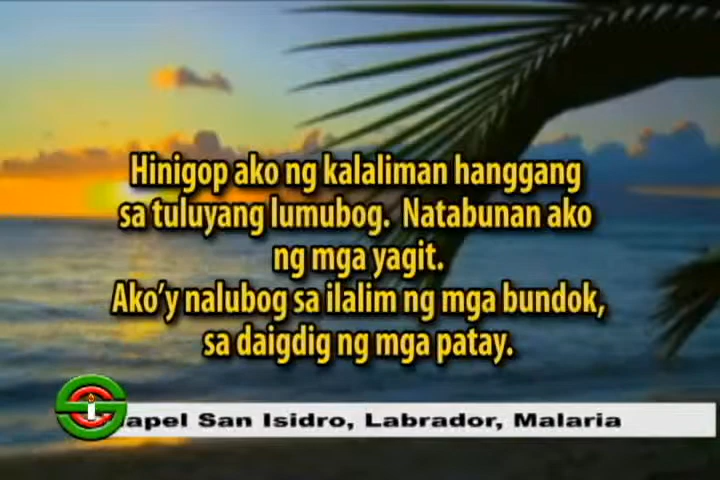 Hinigop ako ng kalaliman hanggang
sa tuluyang lumubog. Natabunan ako
ng mga yagit.
Ako'y nalubog sa ilalim ng mga bundok,
sa daigdig ng mga patay.
San Isidro, Labrador, Malaria